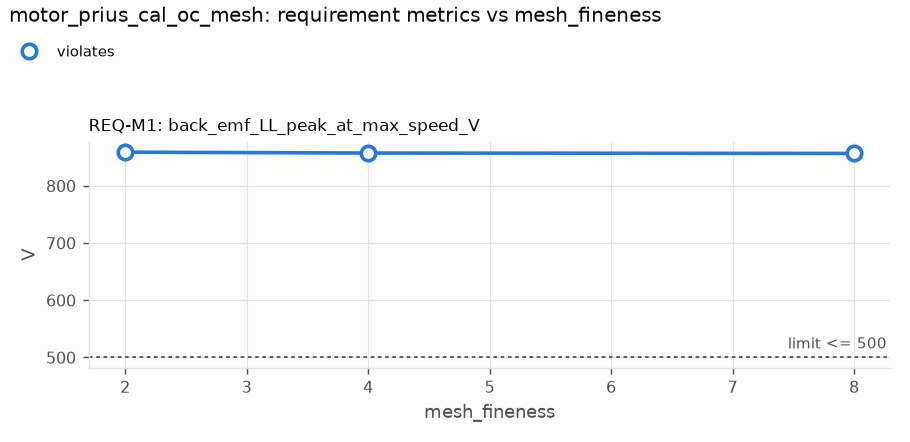 motor_prius_cal_oc_mesh: requirement metrics vs mesh_fineness
violates
REQ-M1: back_emf_LL_peak_at_max_speed_V
800
700
600
500
V
limit <= 500
2 3 4 5 6 7 8
mesh_fineness